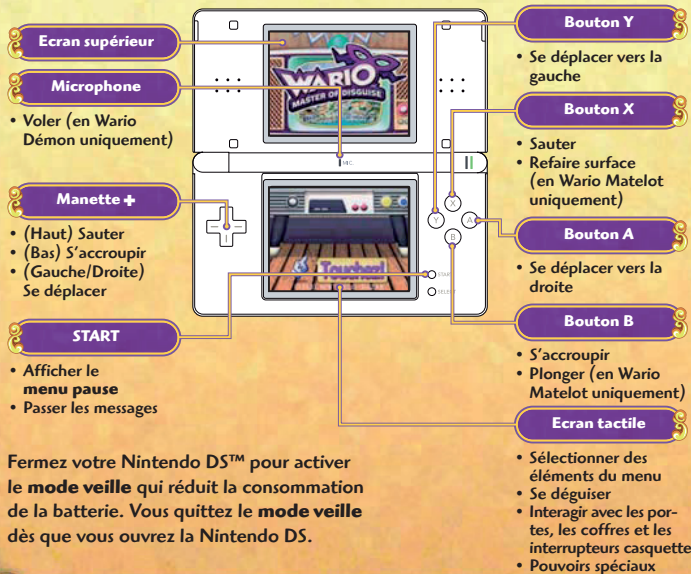 Ecran supérieur
Microphone
• Voler (en Wario
Démon uniquement)
Manette +
• (Haut) Sauter
• (Bas) S'accroupir
• (Gauche/Droite)
Se déplacer
START
• Afficher le
menu pause
• Passer les messages
WARIO
MASTER OF DISGUISE
MIC.
Touchez!
X
Y
A
B
START
SELECT
Bouton Y
• Se déplacer vers la
gauche
Bouton X
• Sauter
• Refaire surface
(en Wario Matelot
uniquement)
Bouton A
• Se déplacer vers la
droite
Bouton B
• S'accroupir
• Plonger (en Wario
Matelot uniquement)
Ecran tactile
• Sélectionner des
éléments du menu
• Se déguiser
• Interagir avec les por-
tes, les coffres et les
interrupteurs casquette
• Pouvoirs spéciaux
Fermez votre Nintendo DS™ pour activer
le mode veille qui réduit la consommation
de la batterie. Vous quittez le mode veille
dès que vous ouvrez la Nintendo DS.